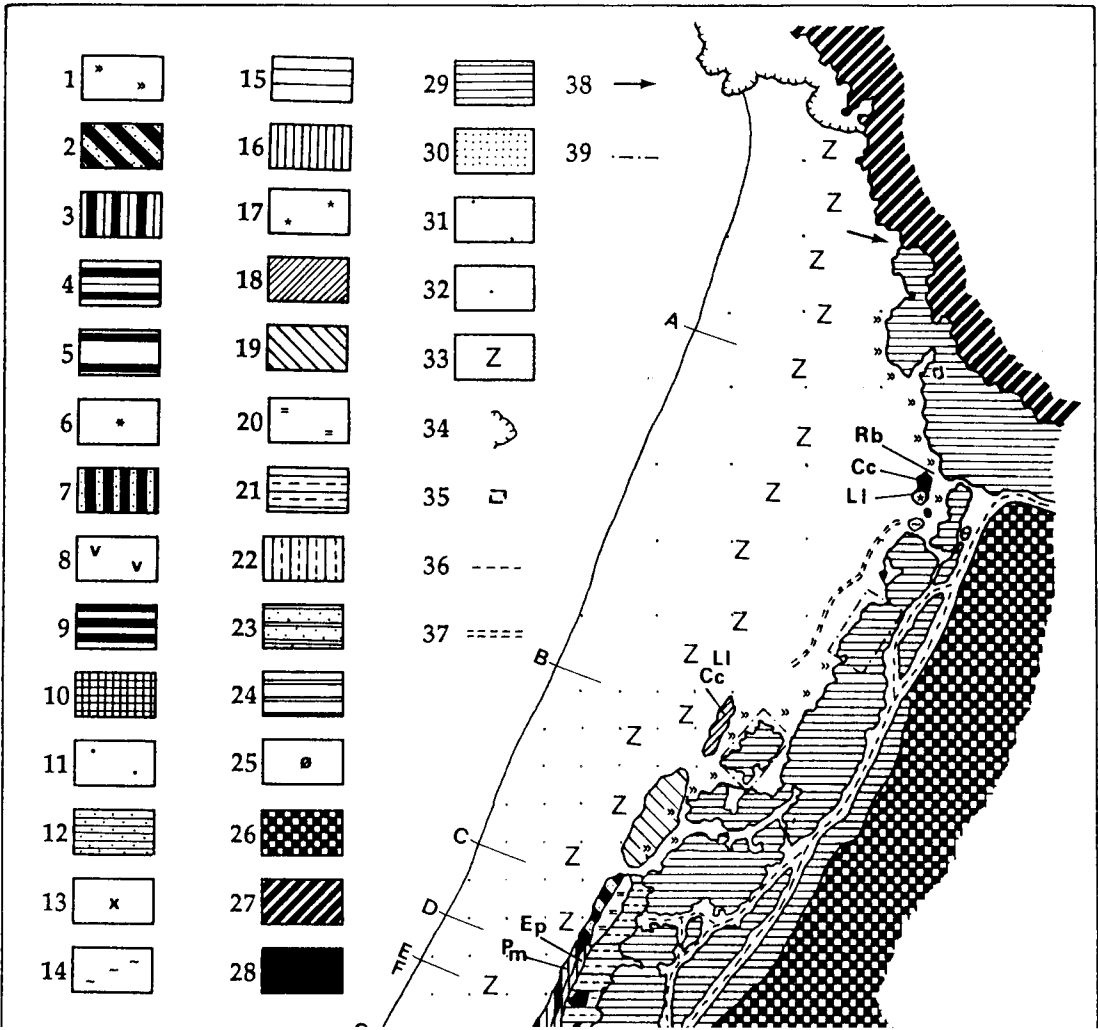 1 15 29 38
2 16 30 39
3 17 31
4 18 32
5 19 33 Z
6 20 34
7 21 35
8 22 36
9 23 37
10 24
11 25
12 26
13 x 27
14 28
Z
Z
Z
A
Z
Z
Z
Rb
Cc
Ll
Z
Z
Z
B
Z Ll
Cc
Z
Z
Z
C
Z
D
Ep
Z
Pm
E
F
Z